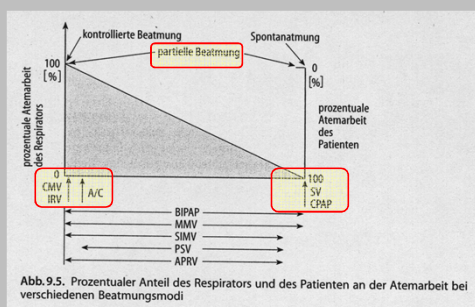 kontrollierte Beatmung
Spontanatmung
partielle Beatmung
100
[%]
0
[%]
prozentuale Atemarbeit
des Respirators
prozentuale
Atemarbeit
des
Patienten
0
100
CMV
IRV
A/C
SV
CPAP
BIPAP
MMV
SIMV
PSV
APRV
Abb.9.5. Prozentualer Anteil des Respirators und des Patienten an der Atemarbeit bei
verschiedenen Beatmungsmodi